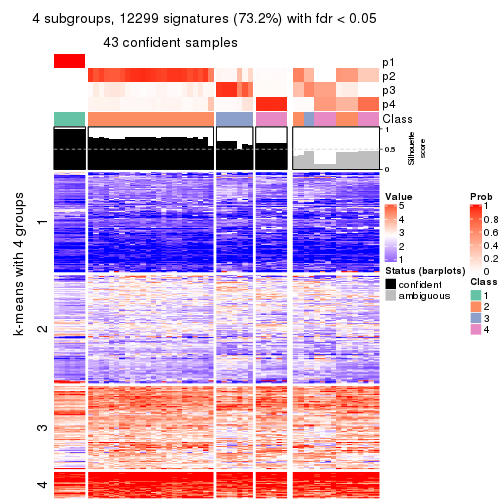 4 subgroups, 12299 signatures (73.2%) with fdr < 0.05
43 confident samples
p1
p2
p3
p4
Class
1
0.5
0
Silhouette
score
k-means with 4 groups
1
2
3
4
Value
5
4
3
2
1
Status (barplots)
confident
ambiguous
Prob
1
0.8
0.6
0.4
0.2
0
Class
1
2
3
4